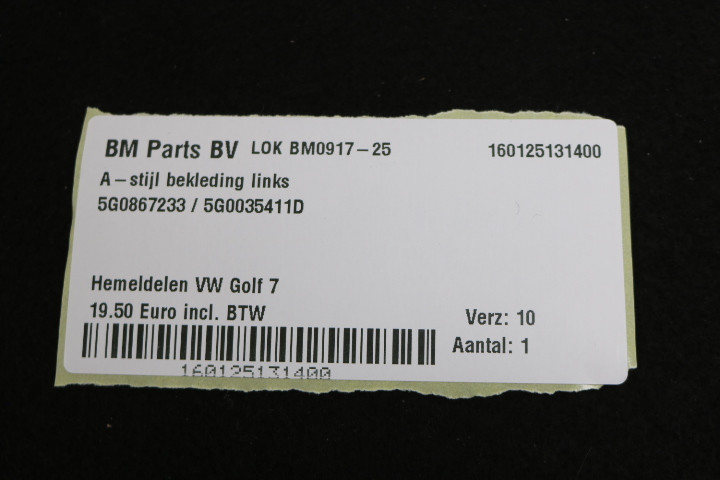 BM Parts BV LOK BM0917-25 160125131400
A-stijl bekleding links
5G0867233 / 5G0035411D
Hemeldelen VW Golf 7
19.50 Euro incl. BTW
Verz: 10
Aantal: 1
160125131400